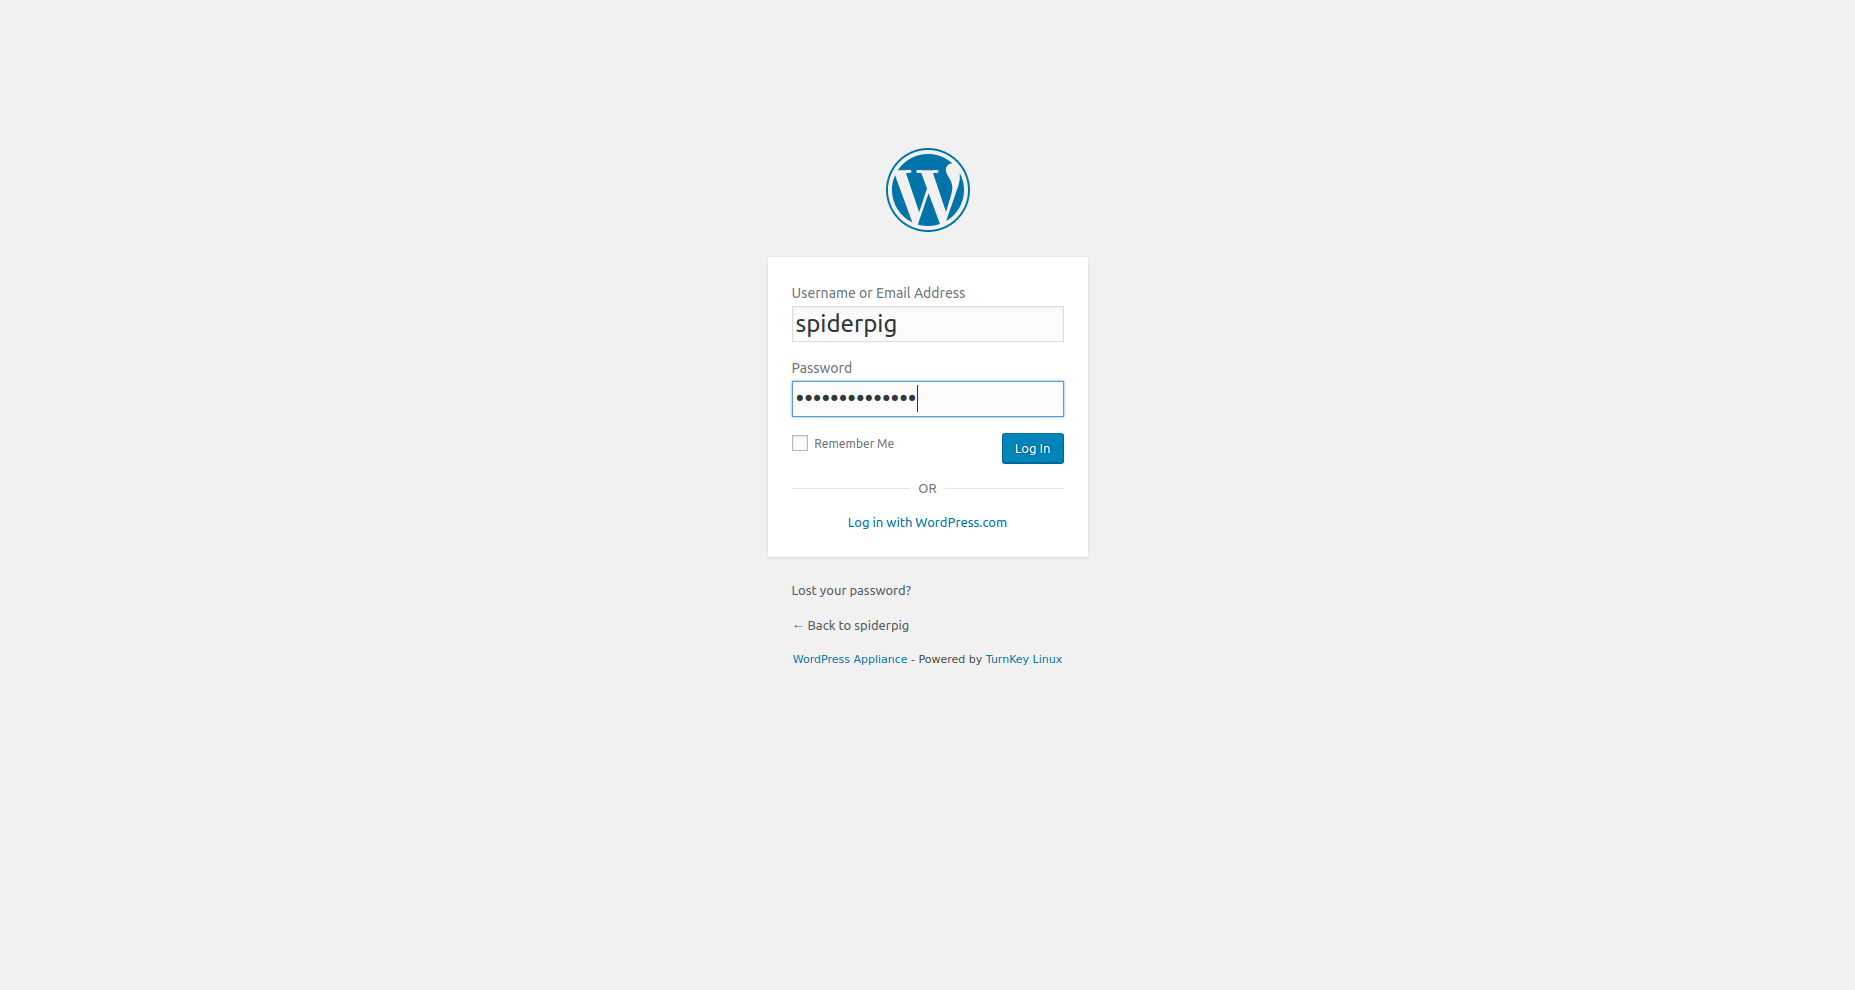 Username or Email Address
spiderpig
Password
••••••••••••••
Remember Me
Log In
OR
Log in with WordPress.com
Lost your password?
← Back to spiderpig
WordPress Appliance - Powered by TurnKey Linux